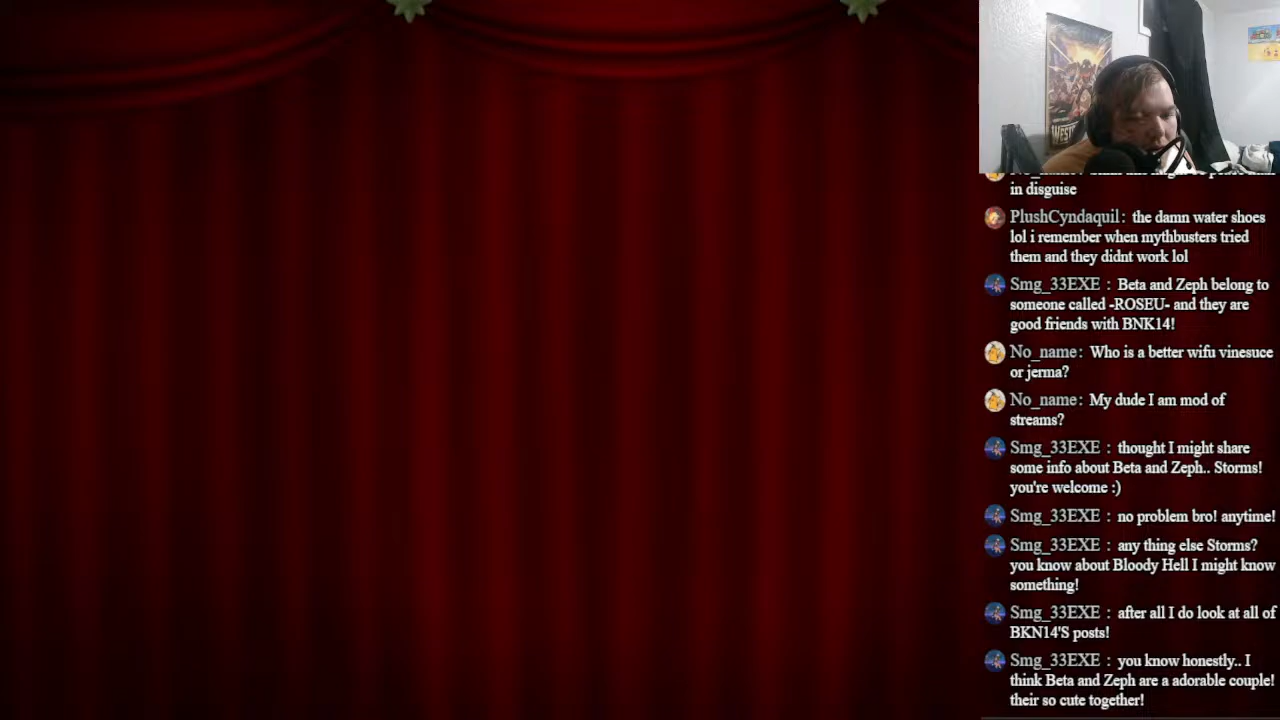 WEST
in disguise
PlushCyndaquil: the damn water shoes
lol i remember when mythbusters tried
them and they didnt work lol
Smg_33EXE : Beta and Zeph belong to
someone called -ROSEU- and they are
good friends with BNK14!
No_name: Who is a better wifu vinesuce
or jerma?
No_name: My dude I am mod of
streams?
Smg_33EXE : thought I might share
some info about Beta and Zeph.. Storms!
you're welcome :)
Smg_33EXE : no problem bro! anytime!
Smg_33EXE : any thing else Storms?
you know about Bloody Hell I might know
something!
Smg_33EXE : after all I do look at all of
BKN14'S posts!
Smg_33EXE : you know honestly.. I
think Beta and Zeph are a adorable couple!
their so cute together!